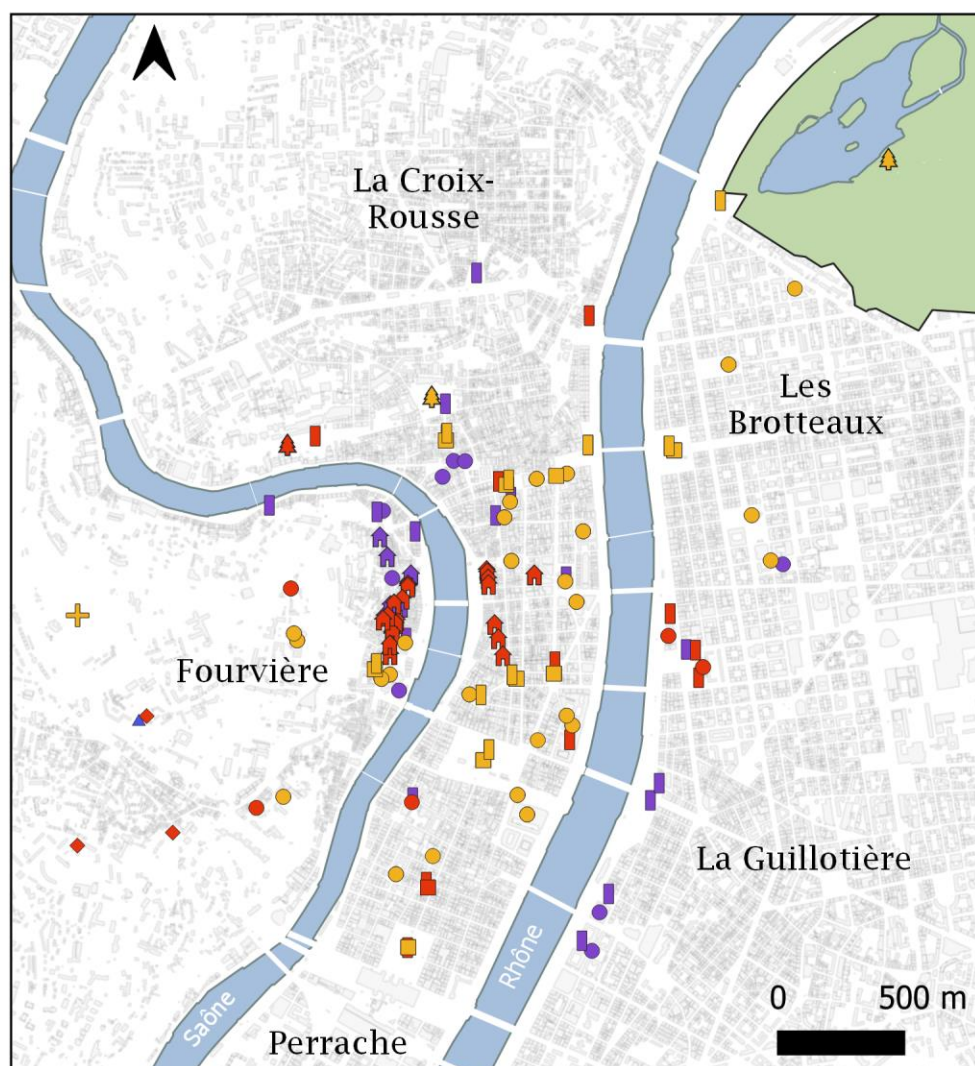 La Croix-
Rousse
Les
Brotteaux
Fourvière
La Guillotière
Rhône
Saône
0 500 m
Perrache